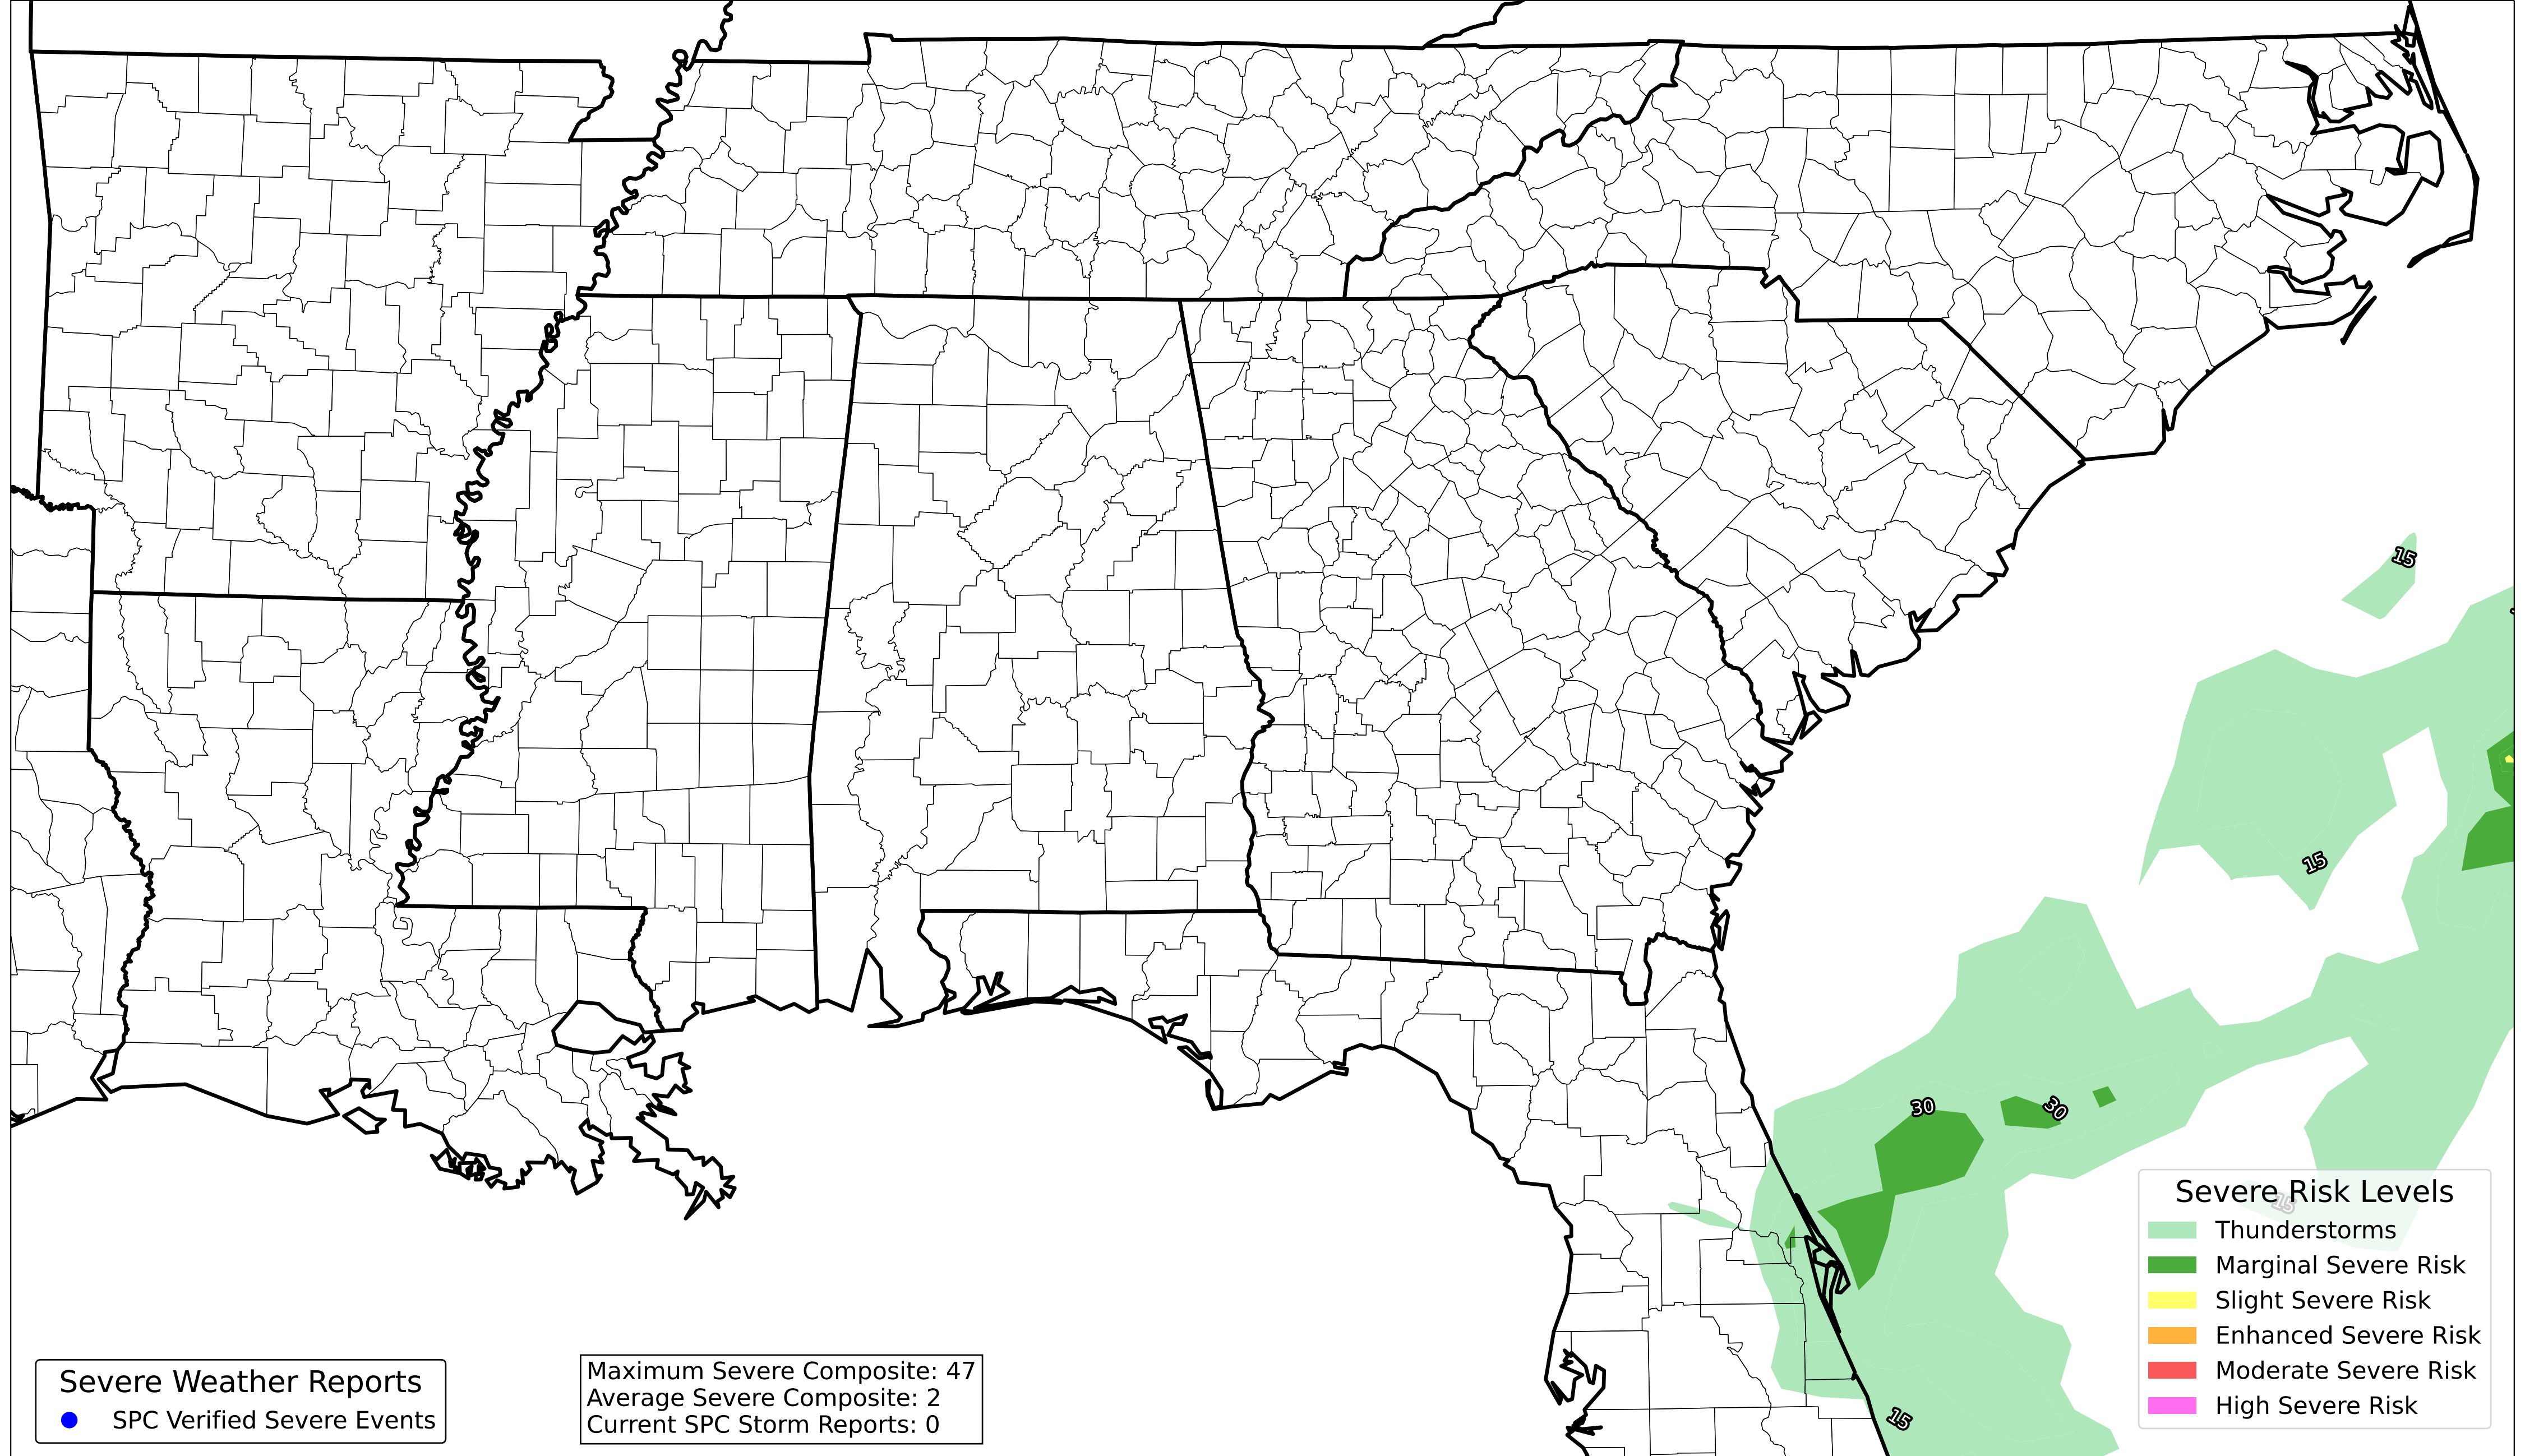 15
15
30
30
15
Severe Risk Levels
Thunderstorms
Marginal Severe Risk
Slight Severe Risk
Enhanced Severe Risk
Moderate Severe Risk
High Severe Risk
Severe Weather Reports
SPC Verified Severe Events
Maximum Severe Composite: 47
Average Severe Composite: 2
Current SPC Storm Reports: 0
15